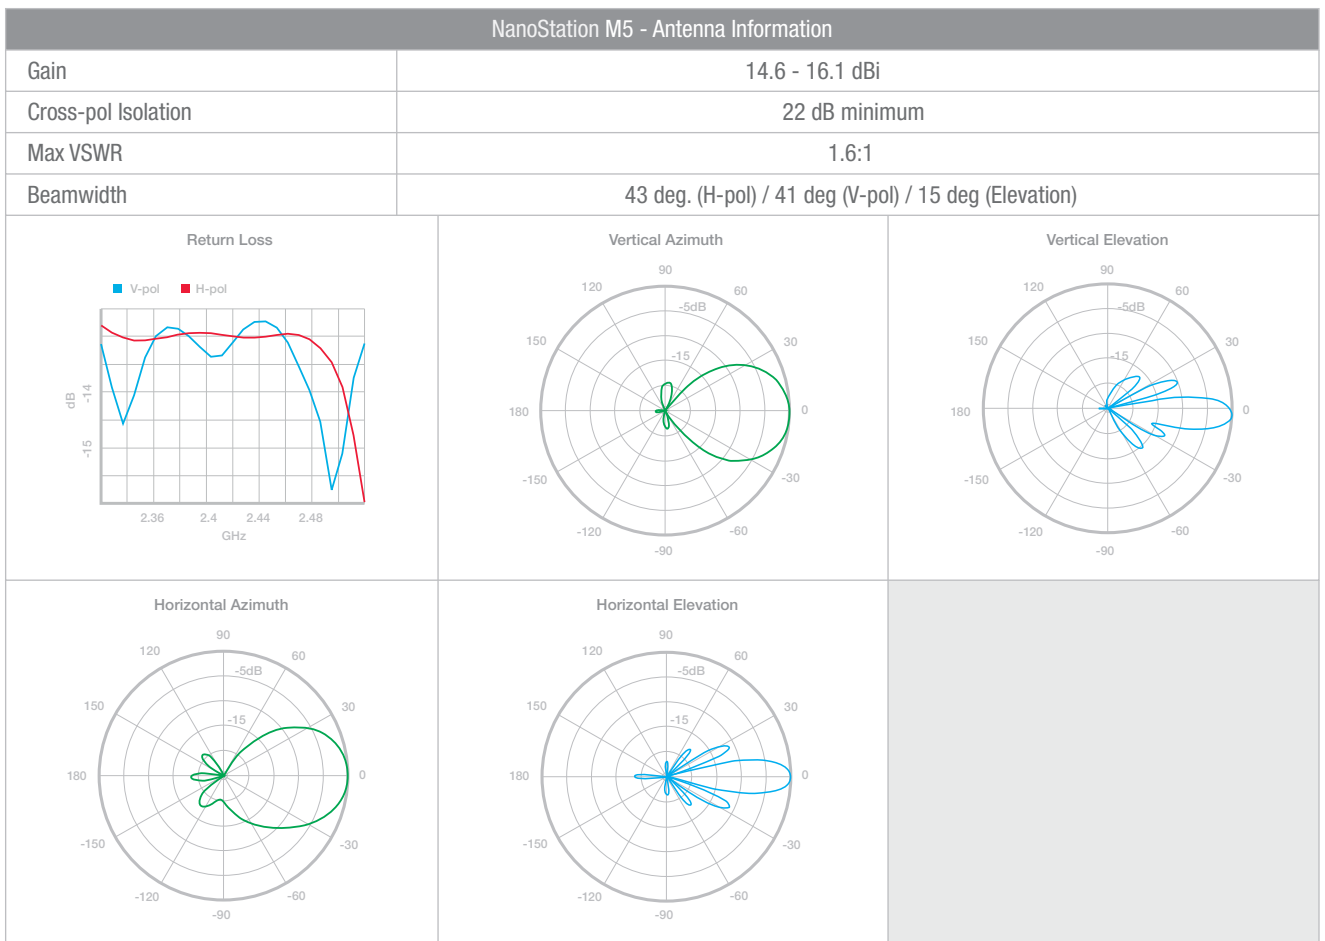 NanoStation M5 - Antenna Information
Gain 14.6 - 16.1 dBi
Cross-pol Isolation 22 dB minimum
Max VSWR 1.6:1
Beamwidth 43 deg. (H-pol) / 41 deg (V-pol) / 15 deg (Elevation)
Return Loss
V-pol H-pol
dB
-14
-15
2.36 2.4 2.44 2.48
GHz
Vertical Azimuth
90
120 60
-5dB
150 30
-15
180 0
-150 -30
-120 -60
-90
Vertical Elevation
90
120 60
-5dB
150 30
-15
180 0
-150 -30
-120 -60
-90
Horizontal Azimuth
90
120 60
-5dB
150 30
-15
180 0
-150 -30
-120 -60
-90
Horizontal Elevation
90
120 60
-5dB
150 30
-15
180 0
-150 -30
-120 -60
-90